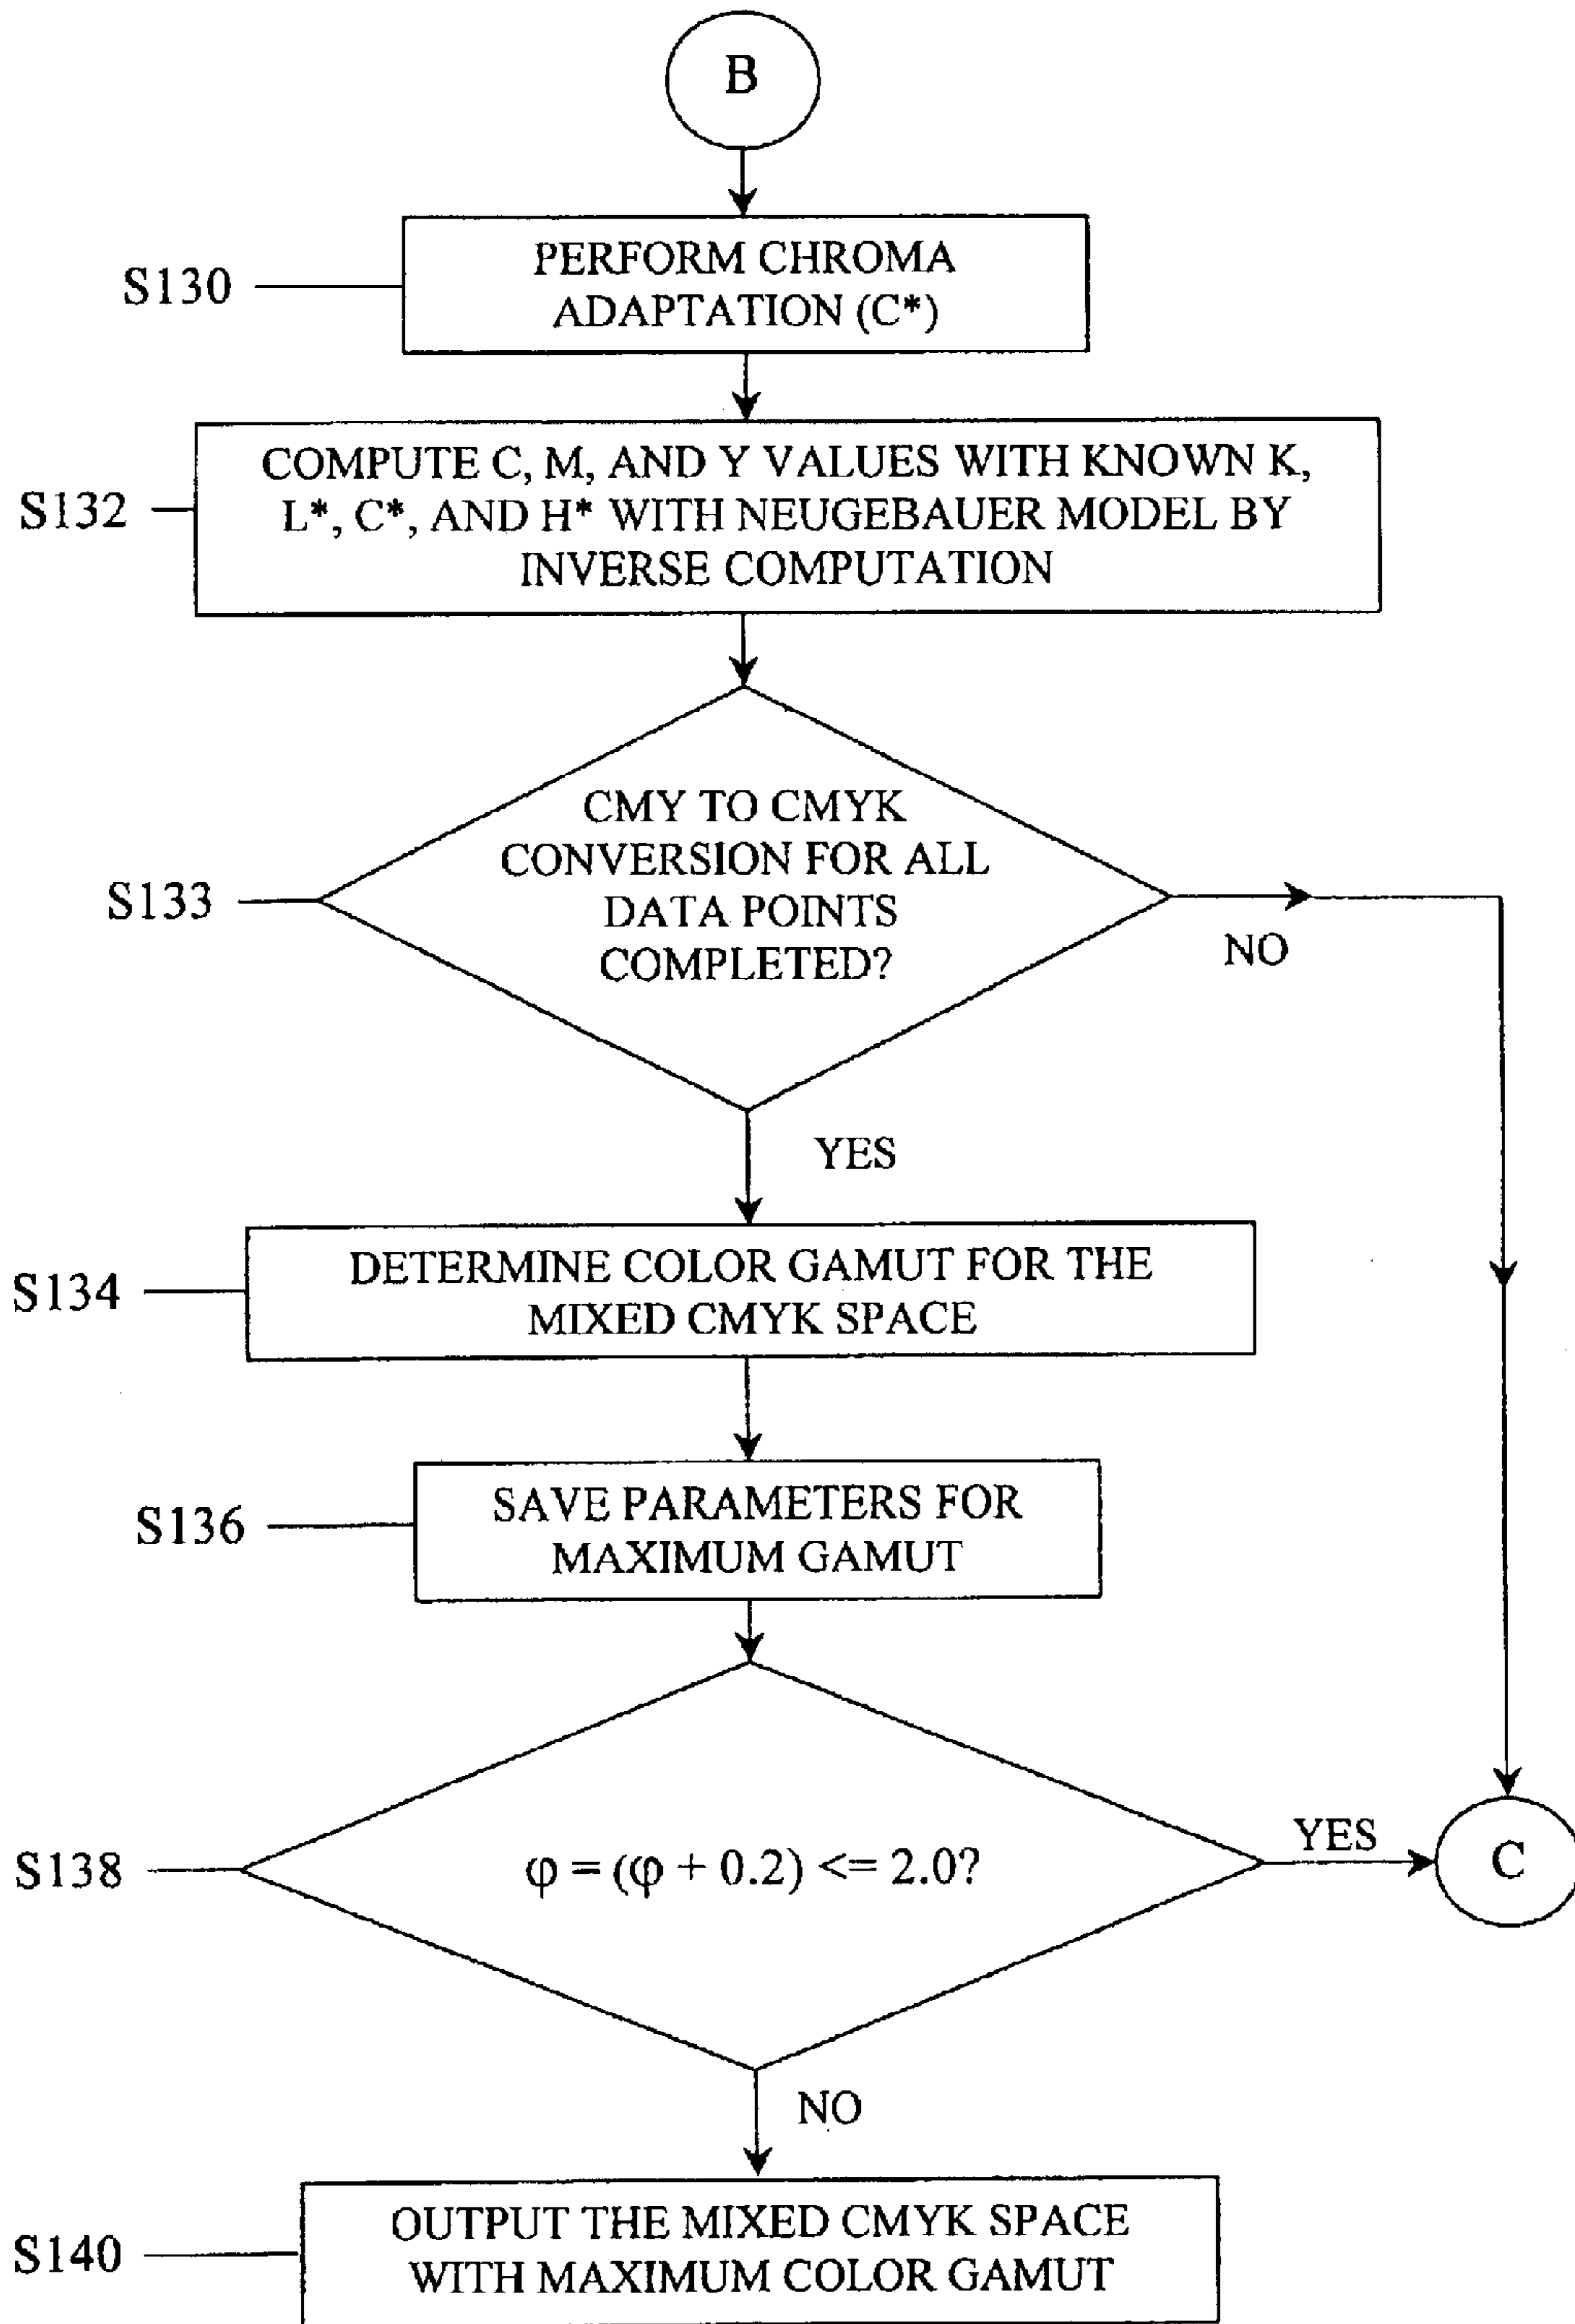 B
S130
PERFORM CHROMA
ADAPTATION (C*)
S132
COMPUTE C, M, AND Y VALUES WITH KNOWN K,
L*, C*, AND H* WITH NEUGEBAUER MODEL BY
INVERSE COMPUTATION
S133
CMY TO CMYK
CONVERSION FOR ALL
DATA POINTS
COMPLETED?
NO
YES
S134
DETERMINE COLOR GAMUT FOR THE
MIXED CMYK SPACE
S136
SAVE PARAMETERS FOR
MAXIMUM GAMUT
S138
φ = (φ + 0.2) <= 2.0?
YES
C
NO
S140
OUTPUT THE MIXED CMYK SPACE
WITH MAXIMUM COLOR GAMUT